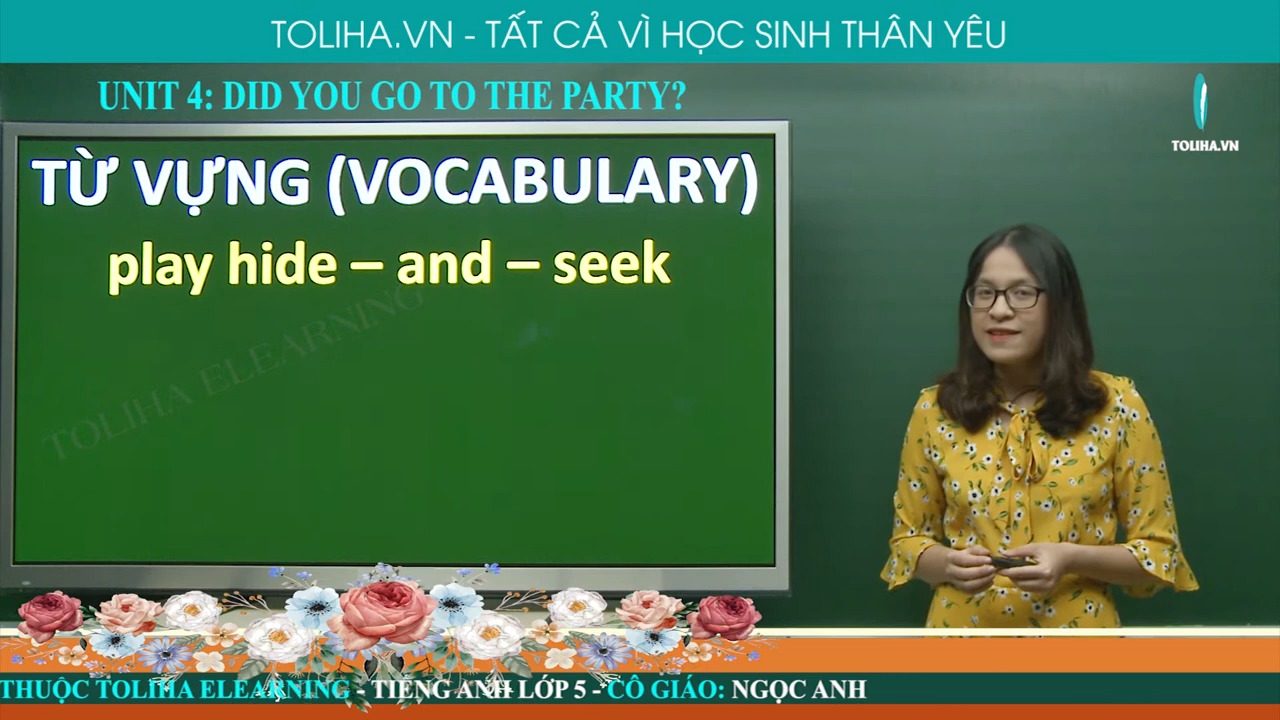 TOLIHA.VN - TẤT CẢ VÌ HỌC SINH THÂN YÊU
UNIT 4: DID YOU GO TO THE PARTY?
TOLIHA.VN
TỪ VỰNG (VOCABULARY)
play hide – and – seek
TOLIHA ELEARNING
THUỘC TOLIHA ELEARNING - TIẾNG ANH LỚP 5 - CÔ GIÁO: NGỌC ANH